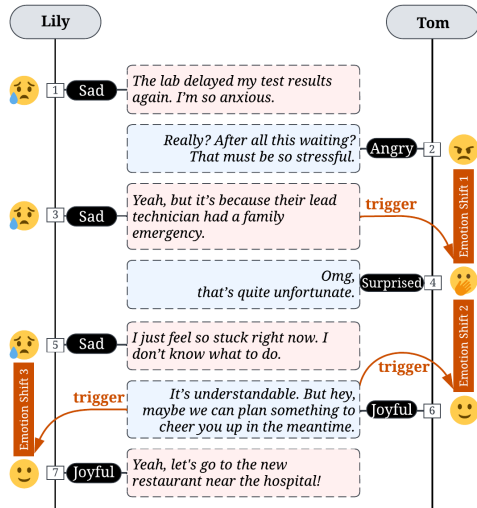 Lily
Tom
1
Sad
The lab delayed my test results
again. I'm so anxious.
Really? After all this waiting?
That must be so stressful.
Angry
2
3
Sad
Yeah, but it's because their lead
technician had a family
emergency.
trigger
Emotion Shift 1
Omg,
that's quite unfortunate.
Surprised
4
5
Sad
I just feel so stuck right now. I
don't know what to do.
Emotion Shift 2
trigger
It's understandable. But hey,
maybe we can plan something to
cheer you up in the meantime.
Joyful
6
Emotion Shift 3
trigger
7
Joyful
Yeah, let's go to the new
restaurant near the hospital!